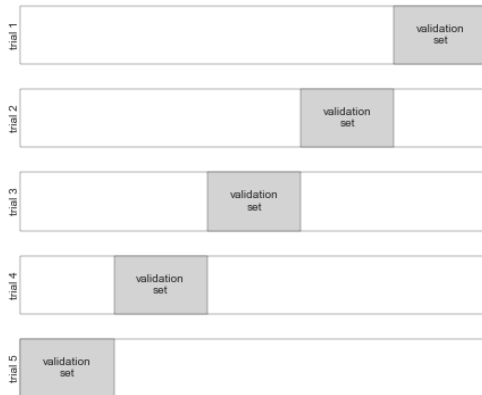 trial 1
validation
set
trial 2
validation
set
trial 3
validation
set
trial 4
validation
set
trial 5
validation
set